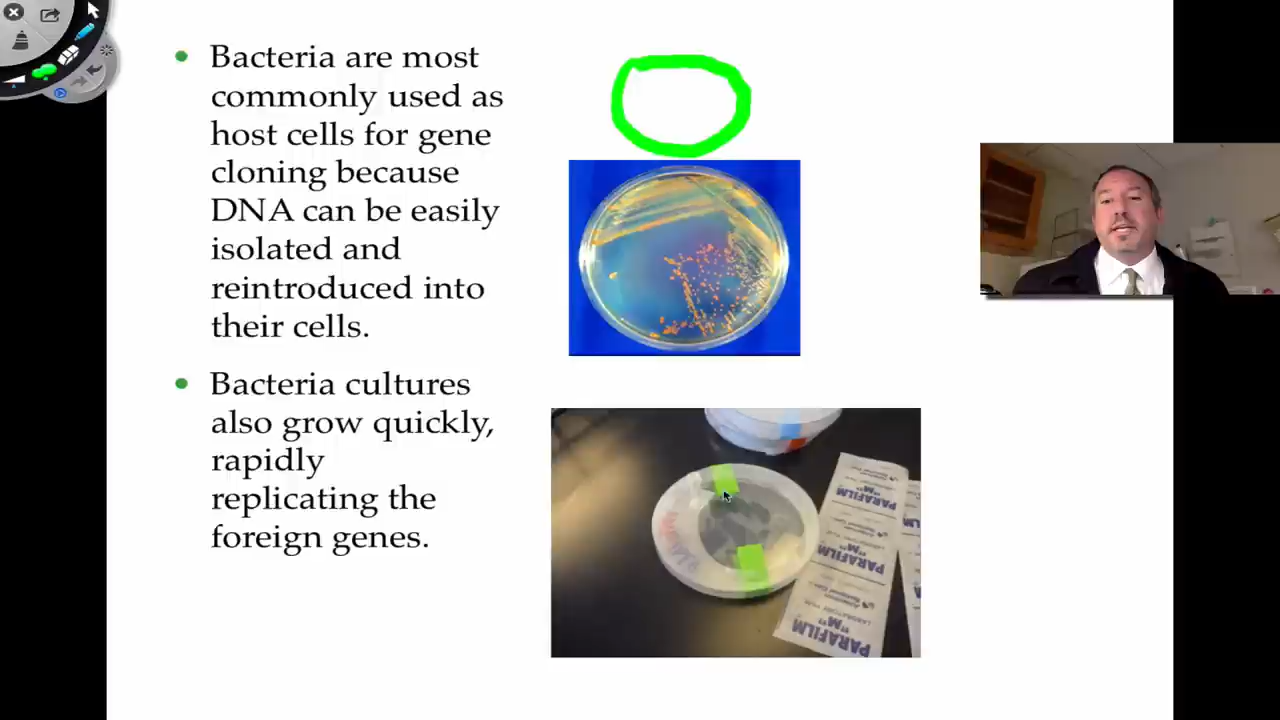 Bacteria are most
commonly used as
host cells for gene
cloning because
DNA can be easily
isolated and
reintroduced into
their cells.
Bacteria cultures
also grow quickly,
rapidly
replicating the
foreign genes.
PARAFILM
"M"
PARAFILM
"M"
PARAFILM
"M"